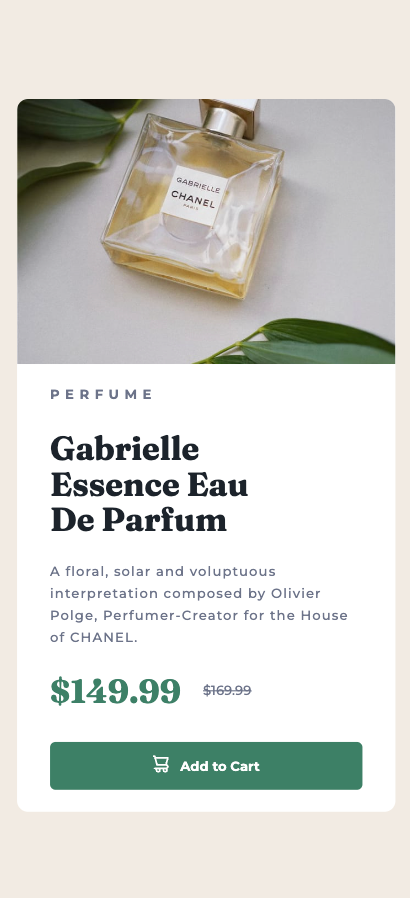 GABRIELLE
CHANEL
PARIS
PERFUME
Gabrielle
Essence Eau
De Parfum
A floral, solar and voluptuous
interpretation composed by Olivier
Polge, Perfumer-Creator for the House
of CHANEL.
$149.99 $169.99
Add to Cart